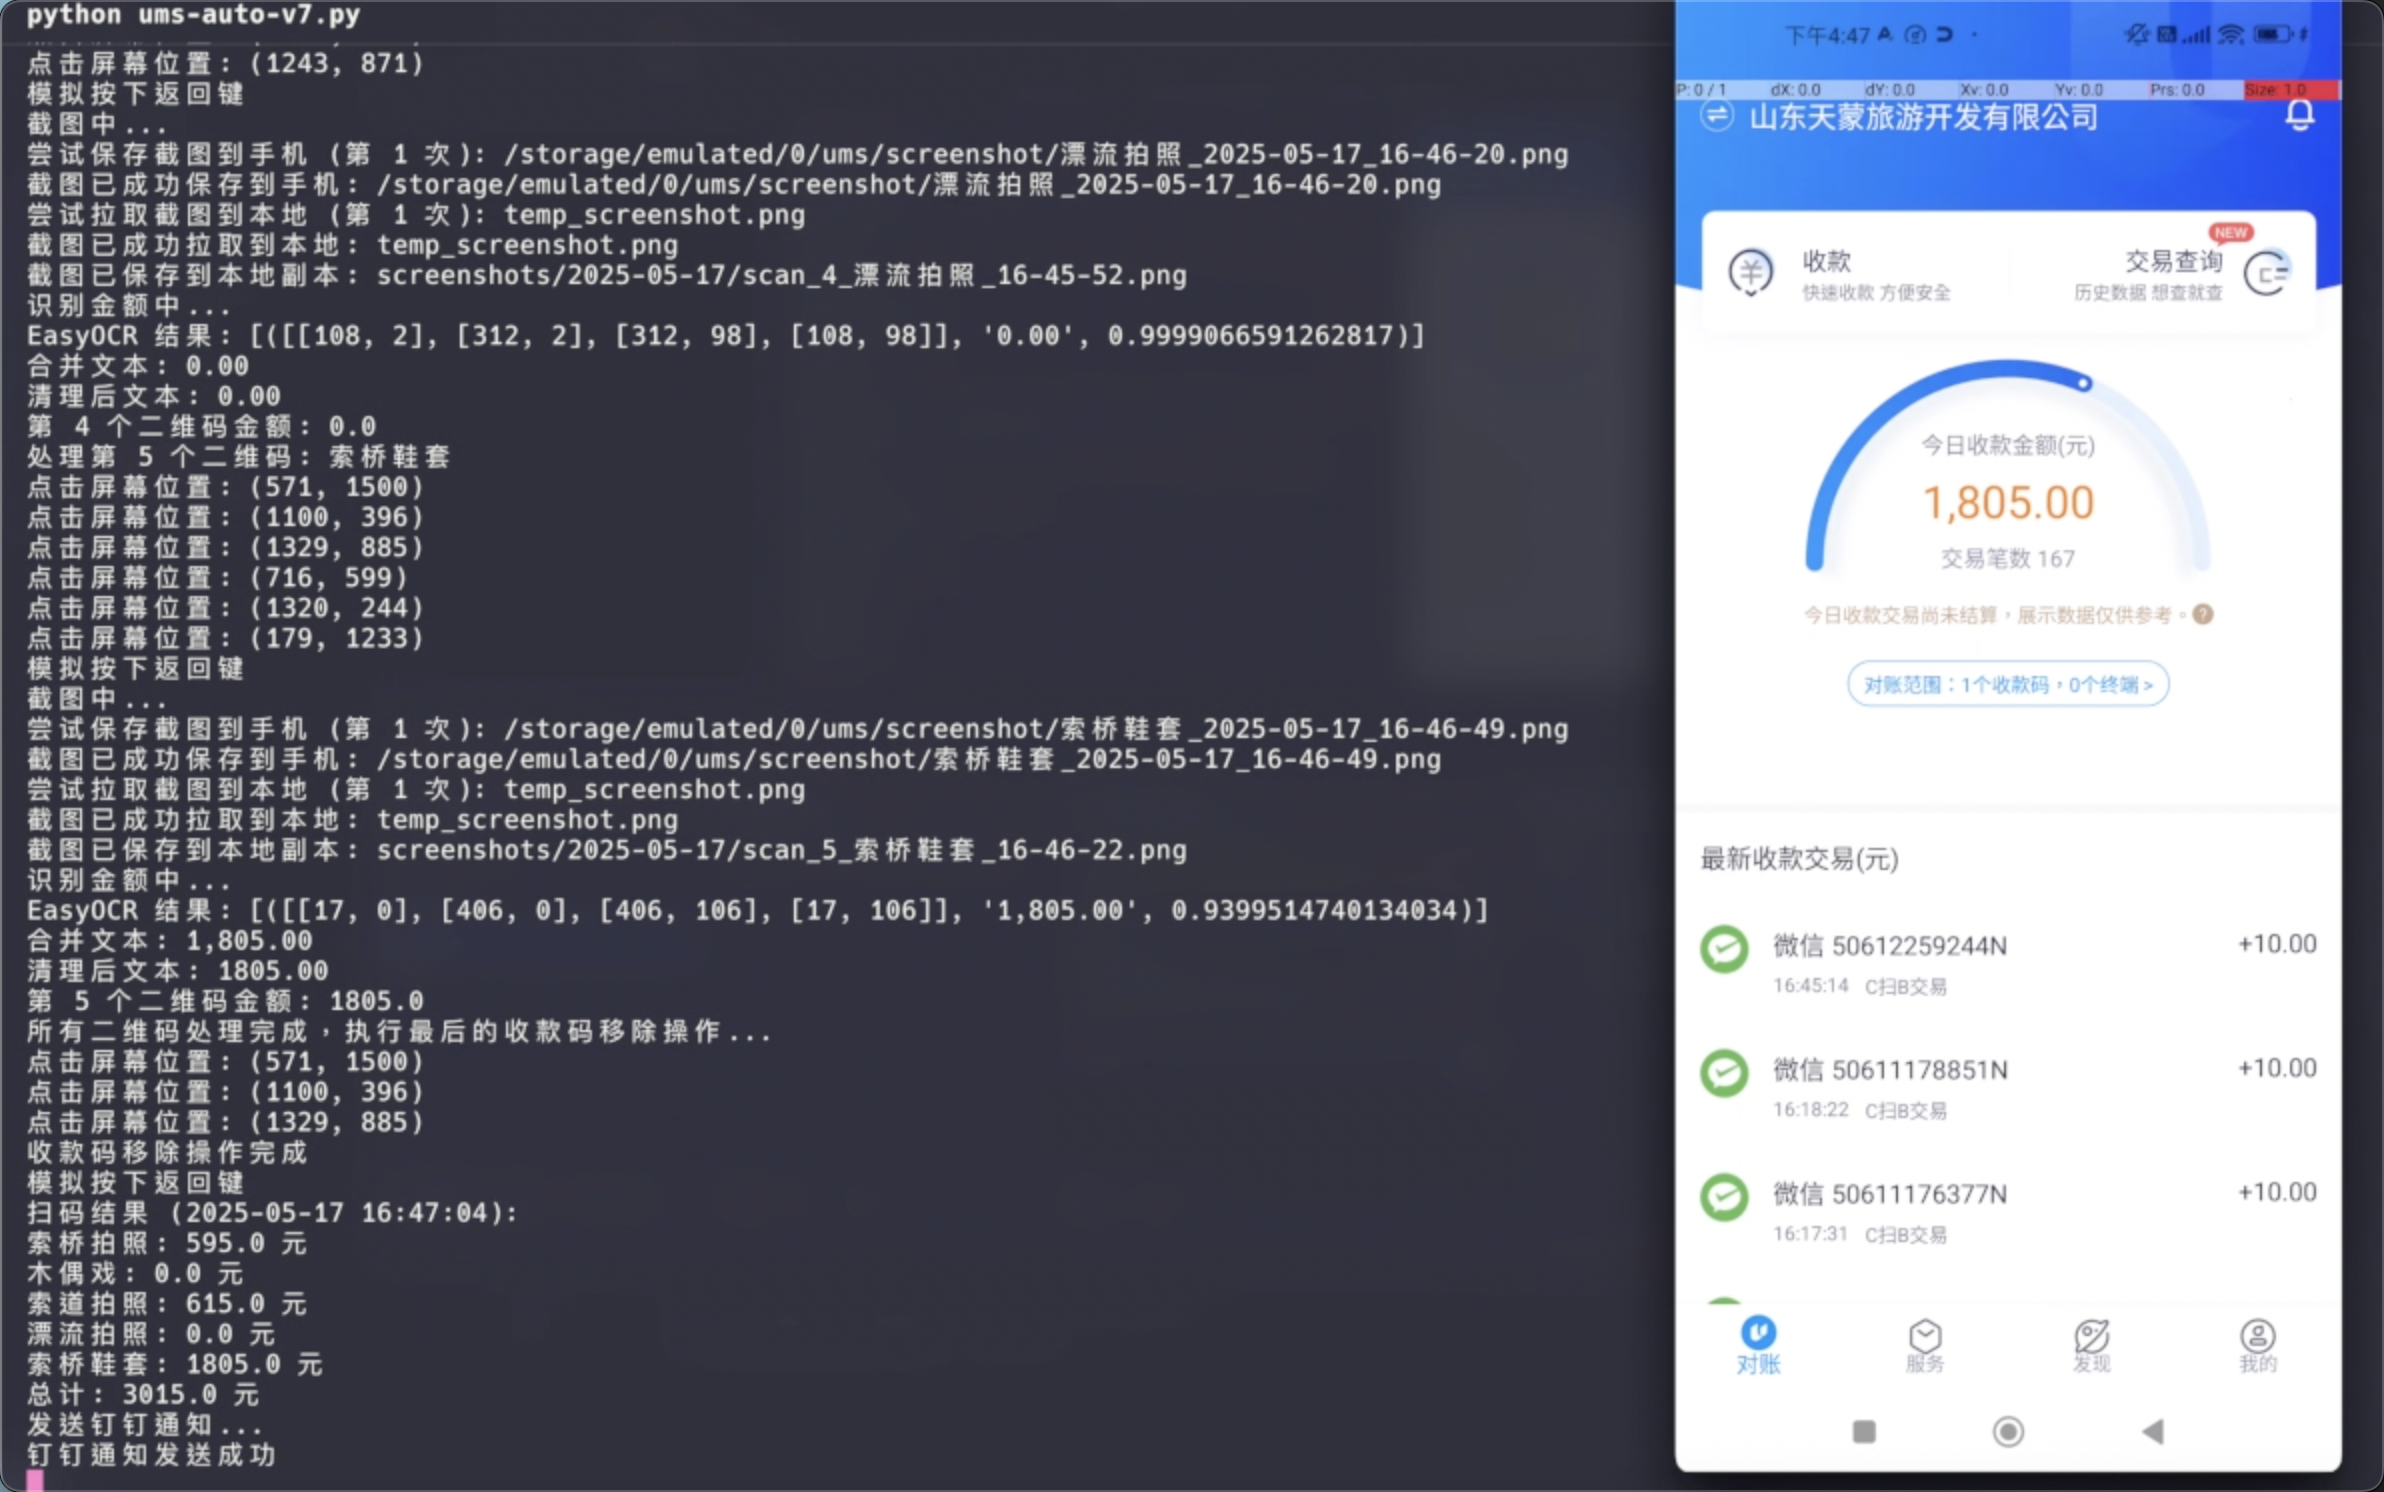 python ums-auto-v7.py
点击屏幕位置: (1243, 871)
模拟按下返回键
截图中...
尝试保存截图到手机 (第 1 次): /storage/emulated/0/ums/screenshot/漂流拍照_2025-05-17_16-46-20.png
截图已成功保存到手机: /storage/emulated/0/ums/screenshot/漂流拍照_2025-05-17_16-46-20.png
尝试拉取截图到本地 (第 1 次): temp_screenshot.png
截图已成功拉取到本地: temp_screenshot.png
截图已保存到本地副本: screenshots/2025-05-17/scan_4_漂流拍照_16-45-52.png
识别金额中...
EasyOCR 结果: [([[108, 2], [312, 2], [312, 98], [108, 98]], '0.00', 0.9999066591262817)]
合并文本: 0.00
清理后文本: 0.00
第 4 个二维码金额: 0.0
处理第 5 个二维码: 索桥鞋套
点击屏幕位置: (571, 1500)
点击屏幕位置: (1100, 396)
点击屏幕位置: (1329, 885)
点击屏幕位置: (716, 599)
点击屏幕位置: (1320, 244)
点击屏幕位置: (179, 1233)
模拟按下返回键
截图中...
尝试保存截图到手机 (第 1 次): /storage/emulated/0/ums/screenshot/索桥鞋套_2025-05-17_16-46-49.png
截图已成功保存到手机: /storage/emulated/0/ums/screenshot/索桥鞋套_2025-05-17_16-46-49.png
尝试拉取截图到本地 (第 1 次): temp_screenshot.png
截图已成功拉取到本地: temp_screenshot.png
截图已保存到本地副本: screenshots/2025-05-17/scan_5_索桥鞋套_16-46-22.png
识别金额中...
EasyOCR 结果: [([[17, 0], [406, 0], [406, 106], [17, 106]], '1,805.00', 0.9399514740134034)]
合并文本: 1,805.00
清理后文本: 1805.00
第 5 个二维码金额: 1805.0
所有二维码处理完成，执行最后的收款码移除操作...
点击屏幕位置: (571, 1500)
点击屏幕位置: (1100, 396)
点击屏幕位置: (1329, 885)
收款码移除操作完成
模拟按下返回键
扫码结果 (2025-05-17 16:47:04):
索桥拍照: 595.0 元
木偶戏: 0.0 元
索道拍照: 615.0 元
漂流拍照: 0.0 元
索桥鞋套: 1805.0 元
总计: 3015.0 元
发送钉钉通知...
钉钉通知发送成功
下午4:47
P: 0 / 1 dX: 0.0 dY: 0.0 Xv: 0.0 Yv: 0.0 Prs: 0.0 Size: 1.0
山东天蒙旅游开发有限公司
NEW
收款 交易查询
快速收款 方便安全 历史数据 想查就查
今日收款金额(元)
1,805.00
交易笔数 167
今日收款交易尚未结算，展示数据仅供参考。?
对账范围：1个收款码，0个终端 >
最新收款交易(元)
微信 50612259244N +10.00
16:45:14 C扫B交易
微信 50611178851N +10.00
16:18:22 C扫B交易
微信 50611176377N +10.00
16:17:31 C扫B交易
对账 服务 发现 我的